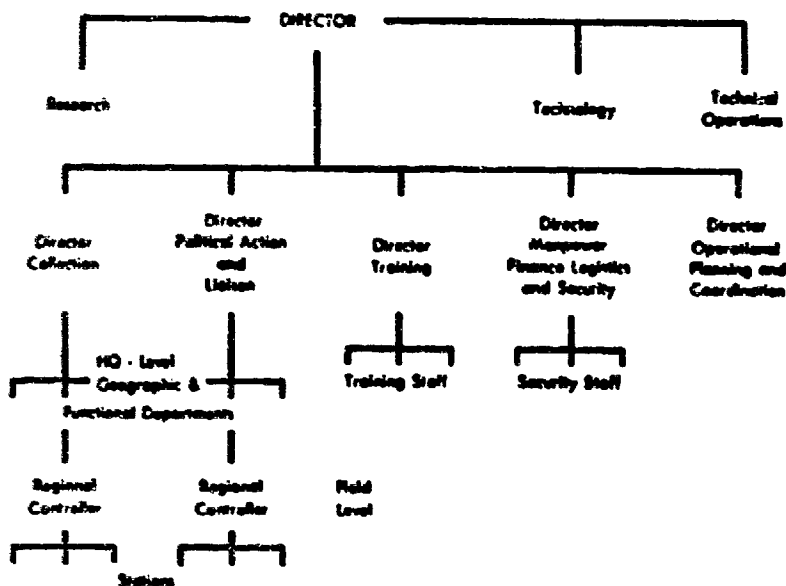 DIRECTOR
Research
Technology
Technical
Operations
Director
Collection
Director
Political Action
and
Liaison
Director
Training
Director
Manpower
Finance Logistics
and Security
Director
Operational
Planning and
Coordination
HQ - Level
Geographic &
Functional Departments
Training Staff
Security Staff
Regional
Controller
Regional
Controller
Field
Level
Stations